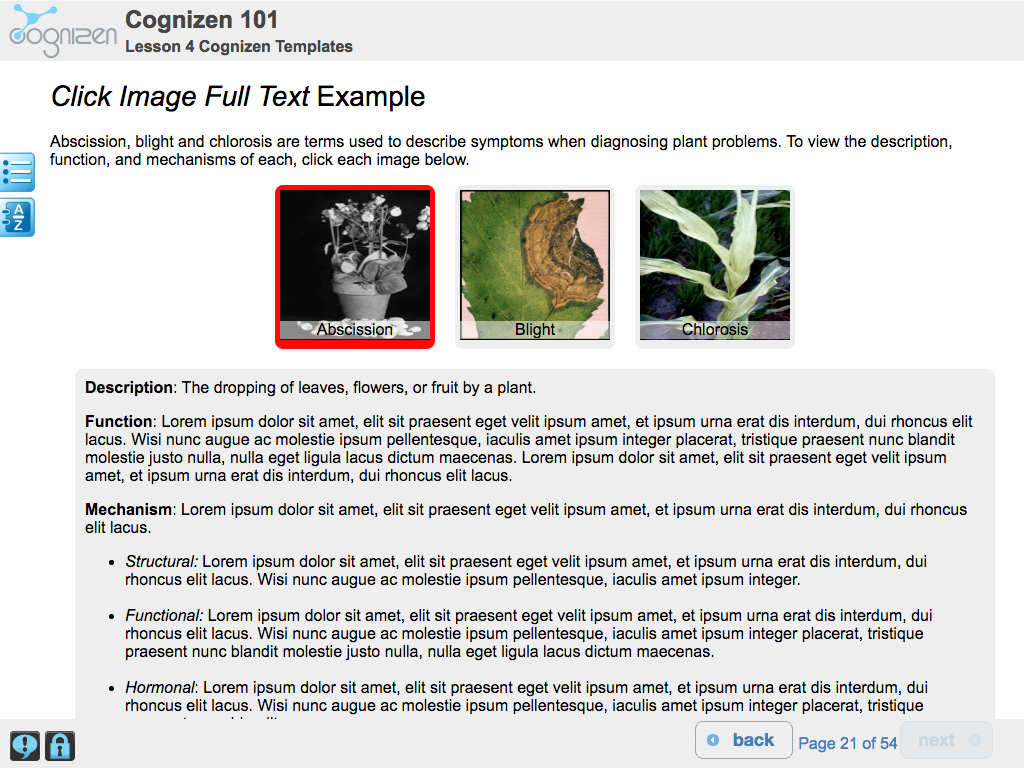 cognizen
Cognizen 101
Lesson 4 Cognizen Templates
Click Image Full Text Example
Abscission, blight and chlorosis are terms used to describe symptoms when diagnosing plant problems. To view the description,
function, and mechanisms of each, click each image below.
A
Z
Abscission
Blight
Chlorosis
Description: The dropping of leaves, flowers, or fruit by a plant.
Function: Lorem ipsum dolor sit amet, elit sit praesent eget velit ipsum amet, et ipsum urna erat dis interdum, dui rhoncus elit
lacus. Wisi nunc augue ac molestie ipsum pellentesque, iaculis amet ipsum integer placerat, tristique praesent nunc blandit
molestie justo nulla, nulla eget ligula lacus dictum maecenas. Lorem ipsum dolor sit amet, elit sit praesent eget velit ipsum
amet, et ipsum urna erat dis interdum, dui rhoncus elit lacus.
Mechanism: Lorem ipsum dolor sit amet, elit sit praesent eget velit ipsum amet, et ipsum urna erat dis interdum, dui rhoncus
elit lacus.
• Structural: Lorem ipsum dolor sit amet, elit sit praesent eget velit ipsum amet, et ipsum urna erat dis interdum, dui
rhoncus elit lacus. Wisi nunc augue ac molestie ipsum pellentesque, iaculis amet ipsum integer.
• Functional: Lorem ipsum dolor sit amet, elit sit praesent eget velit ipsum amet, et ipsum urna erat dis interdum, dui
rhoncus elit lacus. Wisi nunc augue ac molestie ipsum pellentesque, iaculis amet ipsum integer placerat, tristique
praesent nunc blandit molestie justo nulla, nulla eget ligula lacus dictum maecenas.
• Hormonal: Lorem ipsum dolor sit amet, elit sit praesent eget velit ipsum amet, et ipsum urna erat dis interdum, dui
rhoncus elit lacus. Wisi nunc augue ac molestie ipsum pellentesque, iaculis amet ipsum integer placerat, tristique
back
Page 21 of 54
next